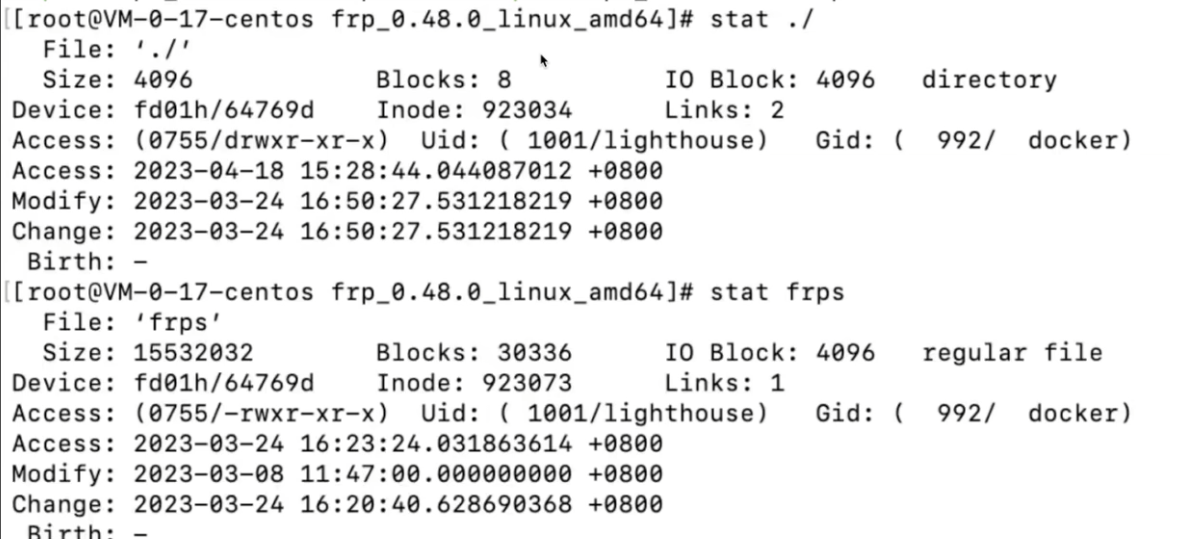 [[root@VM-0-17-centos frp_0.48.0_linux_amd64]# stat ./
File: ‘./’
Size: 4096 Blocks: 8 IO Block: 4096 directory
Device: fd01h/64769d Inode: 923034 Links: 2
Access: (0755/drwxr-xr-x) Uid: ( 1001/lighthouse) Gid: ( 992/ docker)
Access: 2023-04-18 15:28:44.044087012 +0800
Modify: 2023-03-24 16:50:27.531218219 +0800
Change: 2023-03-24 16:50:27.531218219 +0800
Birth: -
[[root@VM-0-17-centos frp_0.48.0_linux_amd64]# stat frps
File: ‘frps’
Size: 15532032 Blocks: 30336 IO Block: 4096 regular file
Device: fd01h/64769d Inode: 923073 Links: 1
Access: (0755/-rwxr-xr-x) Uid: ( 1001/lighthouse) Gid: ( 992/ docker)
Access: 2023-03-24 16:23:24.031863614 +0800
Modify: 2023-03-08 11:47:00.000000000 +0800
Change: 2023-03-24 16:20:40.628690368 +0800
Birth: -